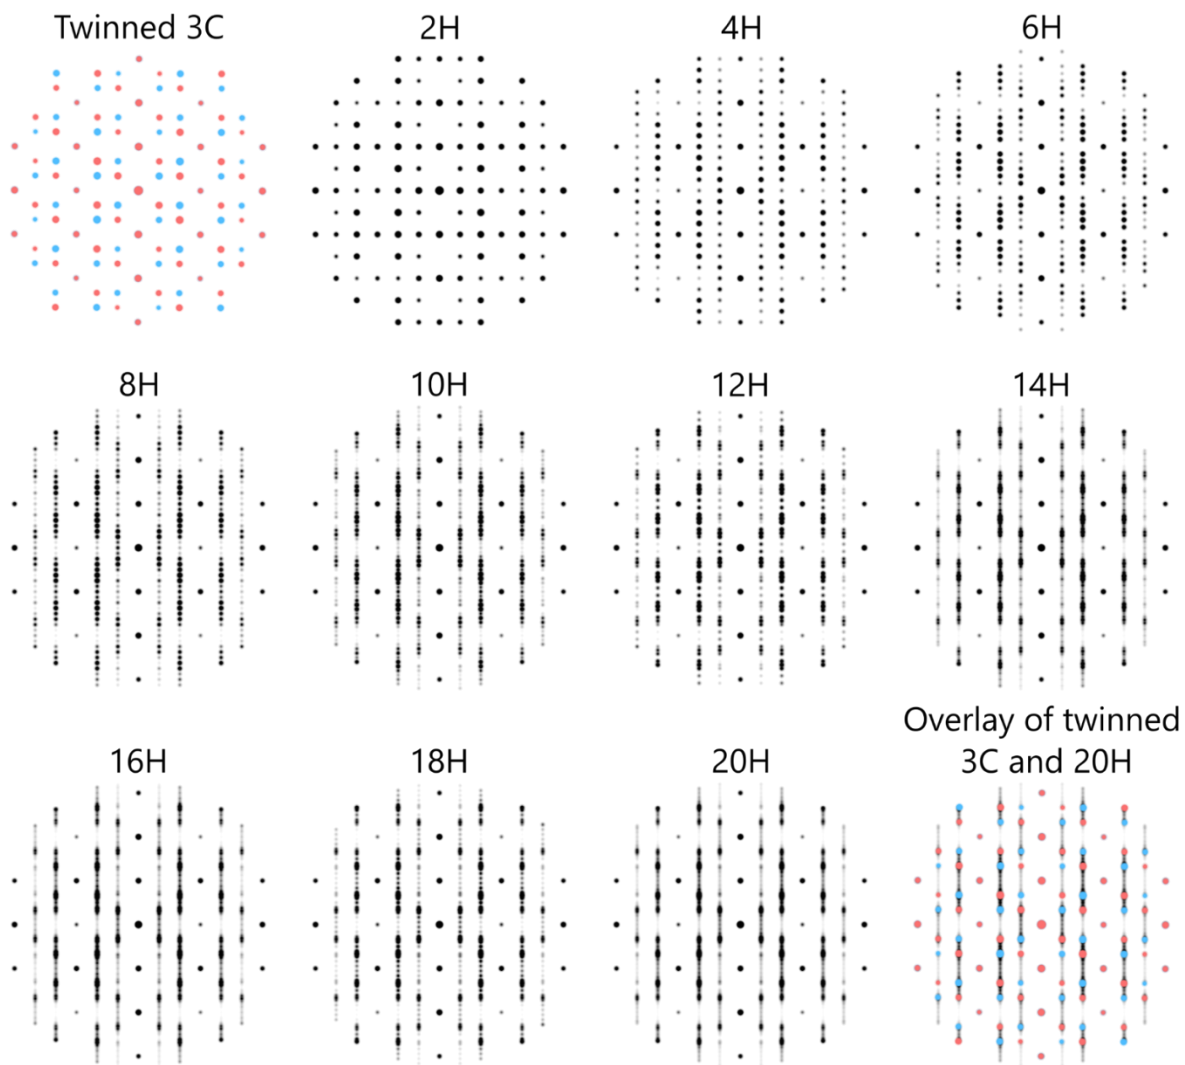 Twinned 3C
2H
4H
6H
8H
10H
12H
14H
16H
18H
20H
Overlay of twinned
3C and 20H